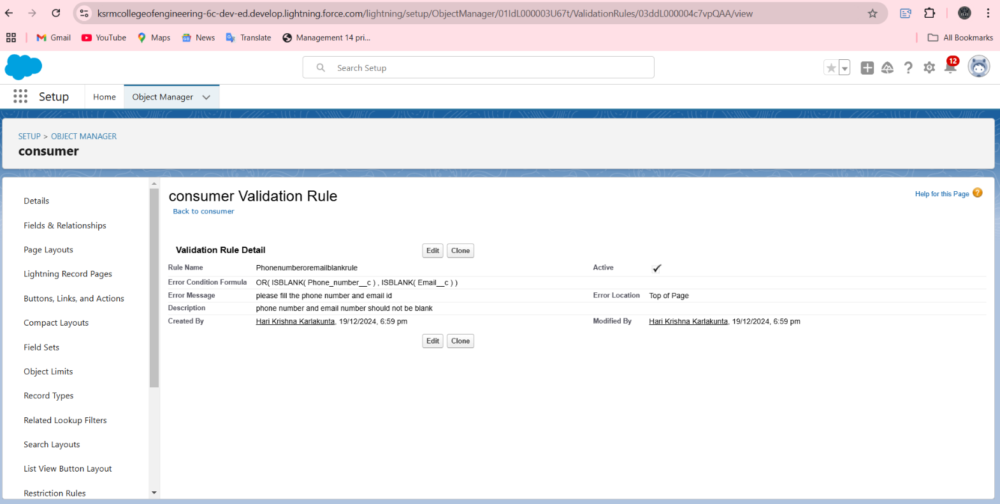 ksrmcollegeofengineering-6c-dev-ed.develop.lightning.force.com/lightning/setup/ObjectManager/01IdL000003U67t/ValidationRules/03ddL000004c7vpQAA/view
Gmail YouTube Maps News Translate Management 14 pri... All Bookmarks
Search Setup
12
Setup Home Object Manager
SETUP > OBJECT MANAGER
consumer
Details
Fields & Relationships
Page Layouts
Lightning Record Pages
Buttons, Links, and Actions
Compact Layouts
Field Sets
Object Limits
Record Types
Related Lookup Filters
Search Layouts
List View Button Layout
Restriction Rules
consumer Validation Rule
Help for this Page ?
Back to consumer
Validation Rule Detail Edit Clone
Rule Name Phonenumberoremailblankrule Active
Error Condition Formula OR( ISBLANK( Phone_number__c ) , ISBLANK( Email__c ) )
Error Message please fill the phone number and email id Error Location Top of Page
Description phone number and email number should not be blank
Created By Hari Krishna Karlakunta, 19/12/2024, 6:59 pm Modified By Hari Krishna Karlakunta, 19/12/2024, 6:59 pm
Edit Clone